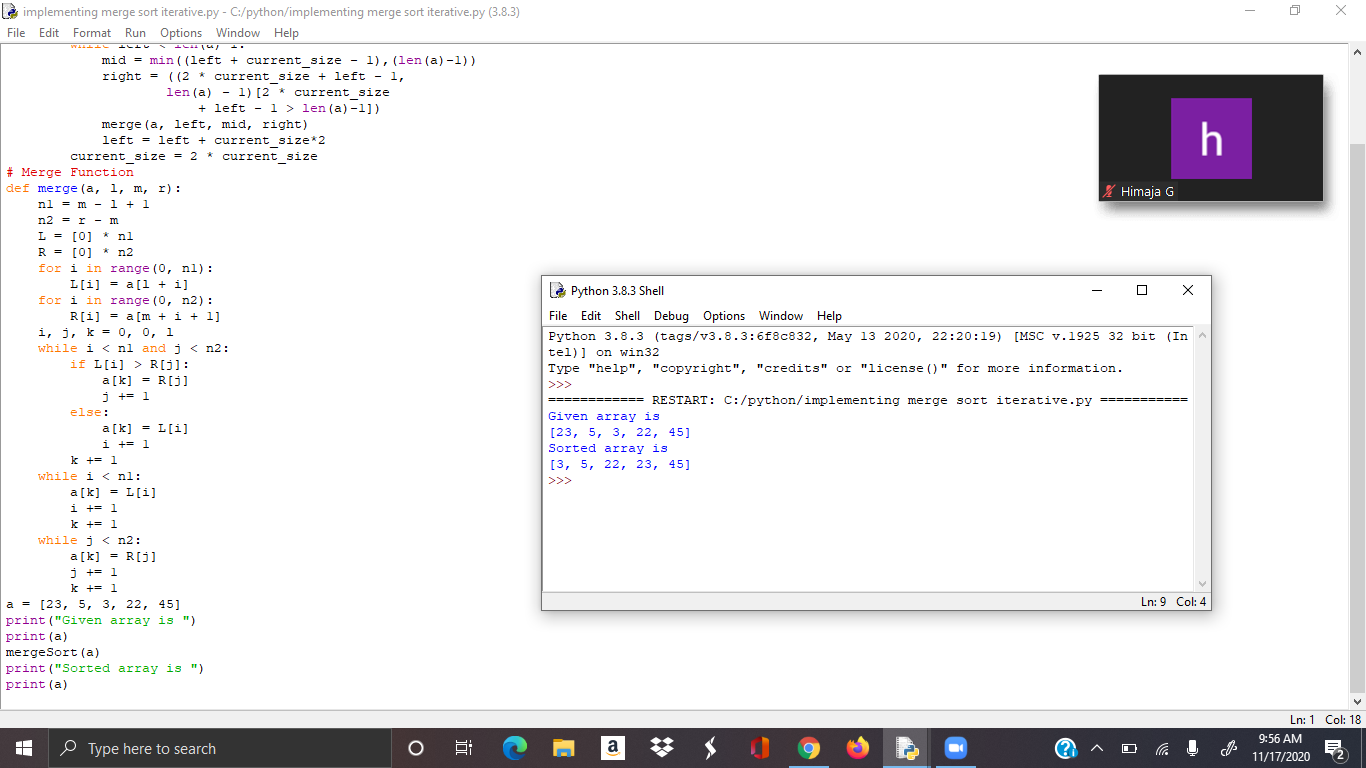 implementing merge sort iterative.py - C:/python/implementing merge sort iterative.py (3.8.3)
File Edit Format Run Options Window Help
while left < len(a)-1:
mid = min((left + current_size - 1),(len(a)-1))
right = ((2 * current_size + left - 1,
len(a) - 1)[2 * current_size
+ left - 1 > len(a)-1])
merge(a, left, mid, right)
left = left + current_size*2
current_size = 2 * current_size
# Merge Function
def merge(a, l, m, r):
n1 = m - l + 1
n2 = r - m
L = [0] * n1
R = [0] * n2
for i in range(0, n1):
L[i] = a[l + i]
for i in range(0, n2):
R[i] = a[m + i + 1]
i, j, k = 0, 0, l
while i < n1 and j < n2:
if L[i] > R[j]:
a[k] = R[j]
j += 1
else:
a[k] = L[i]
i += 1
k += 1
while i < n1:
a[k] = L[i]
i += 1
k += 1
while j < n2:
a[k] = R[j]
j += 1
k += 1
a = [23, 5, 3, 22, 45]
print("Given array is ")
print(a)
mergeSort(a)
print("Sorted array is ")
print(a)
h
Himaja G
Python 3.8.3 Shell
File Edit Shell Debug Options Window Help
Python 3.8.3 (tags/v3.8.3:6f8c832, May 13 2020, 22:20:19) [MSC v.1925 32 bit (In
tel)] on win32
Type "help", "copyright", "credits" or "license()" for more information.
>>>
============ RESTART: C:/python/implementing merge sort iterative.py ===========
Given array is
[23, 5, 3, 22, 45]
Sorted array is
[3, 5, 22, 23, 45]
>>>
Ln: 9 Col: 4
Ln: 1 Col: 18
Type here to search
a
9:56 AM
11/17/2020
2